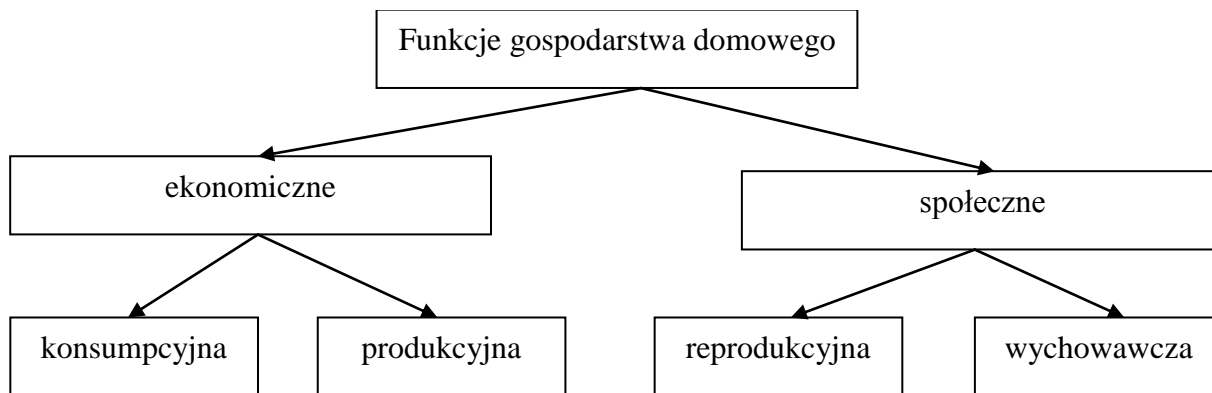 Funkcje gospodarstwa domowego
ekonomiczne
społeczne
konsumpcyjna
produkcyjna
reprodukcyjna
wychowawcza